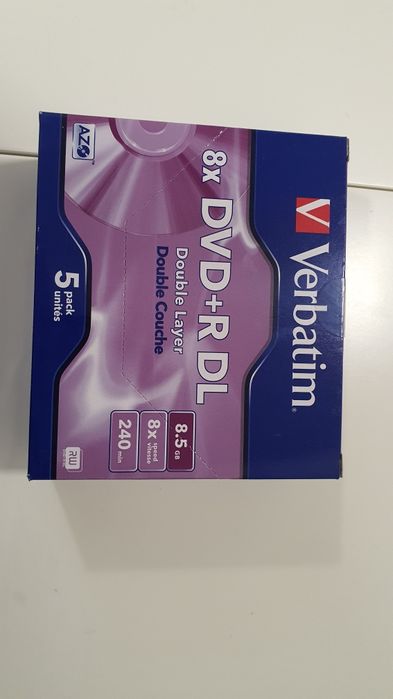 Verbatim®
8x DVD+R DL
Double Layer
Double Couche
8.5 GB
8x speed vitesse
240 min
AZO
5 pack unités
RW